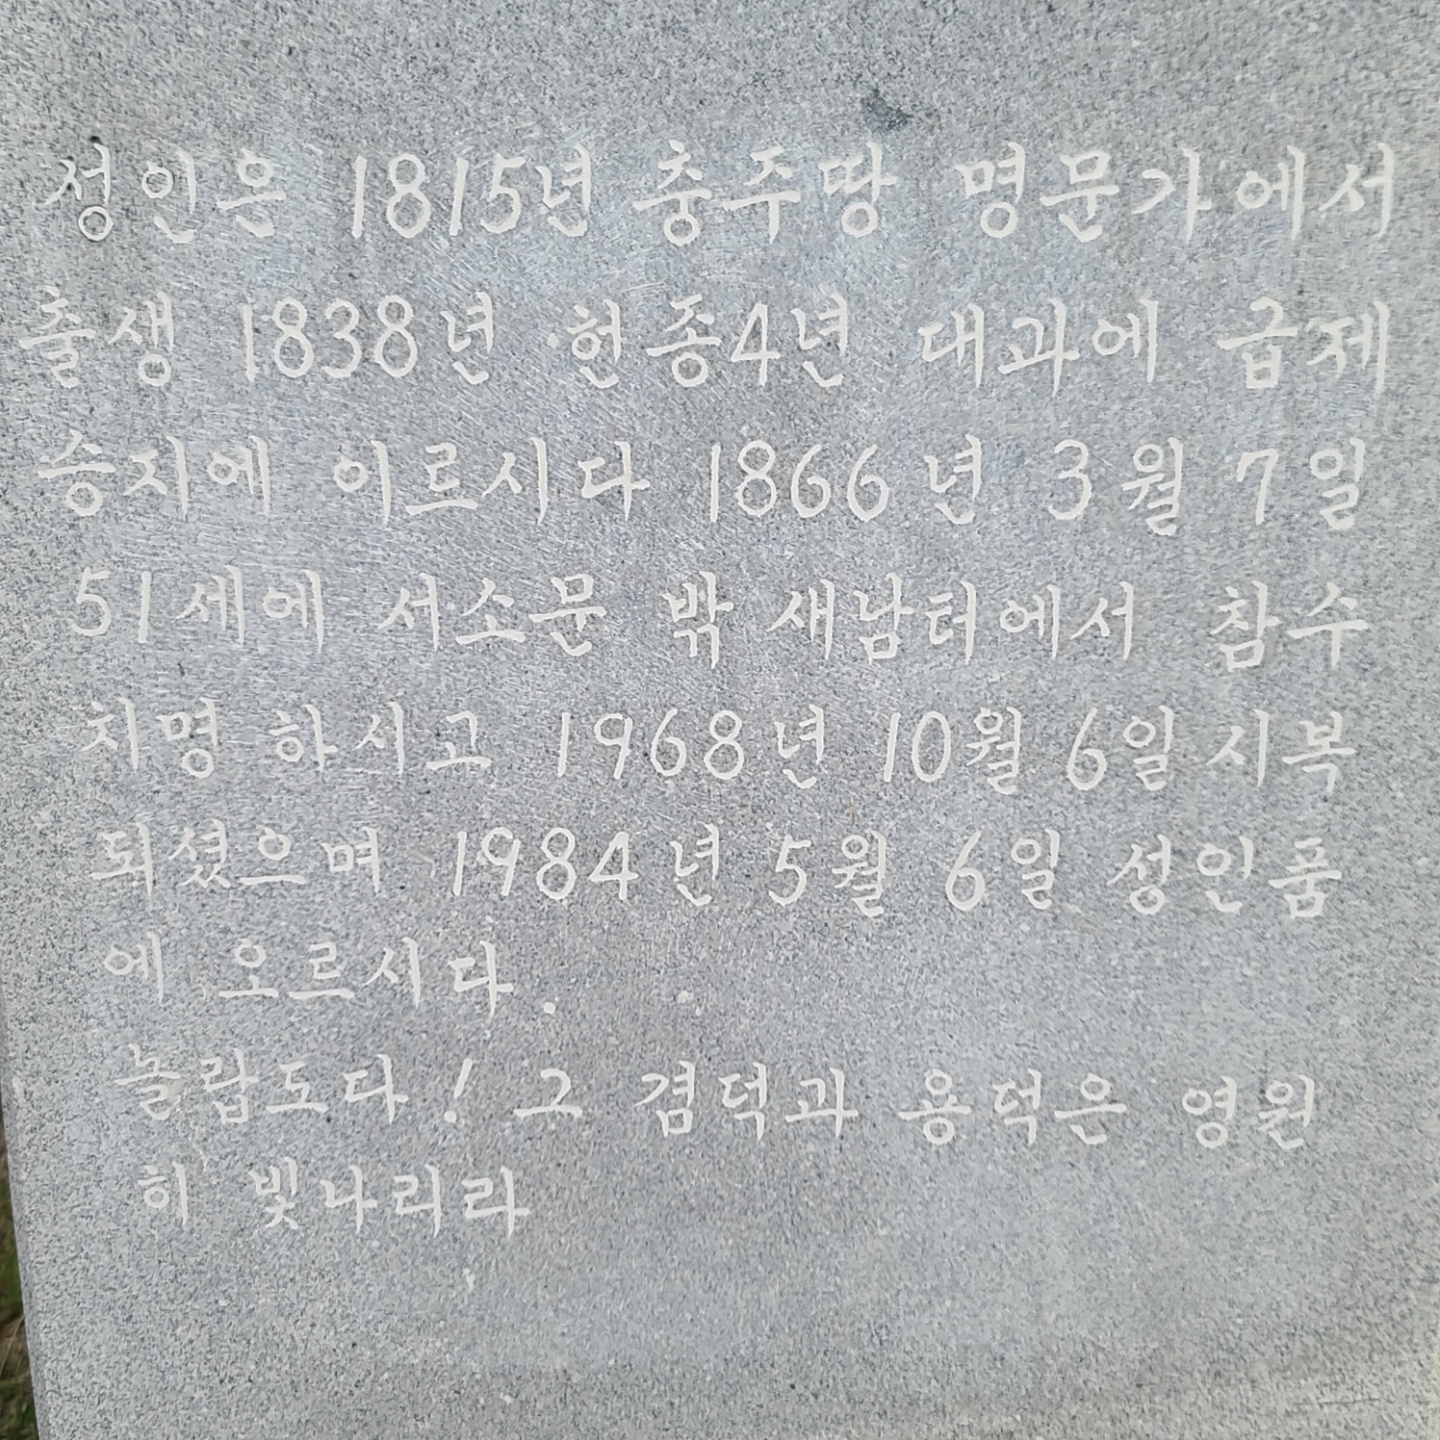 성인은 1815년 충주땅 명문가에서
출생 1838년 헌종4년 대과에 급제
승지에 이르시다 1866년 3월 7일
51세에 서소문 밖 새남터에서 참수
치명 하시고 1968년 10월 6일 시복
되셨으며 1984년 5월 6일 성인품
에 오르시다.
놀랍도다! 그 겸덕과 용덕은 영원
히 빛나리라